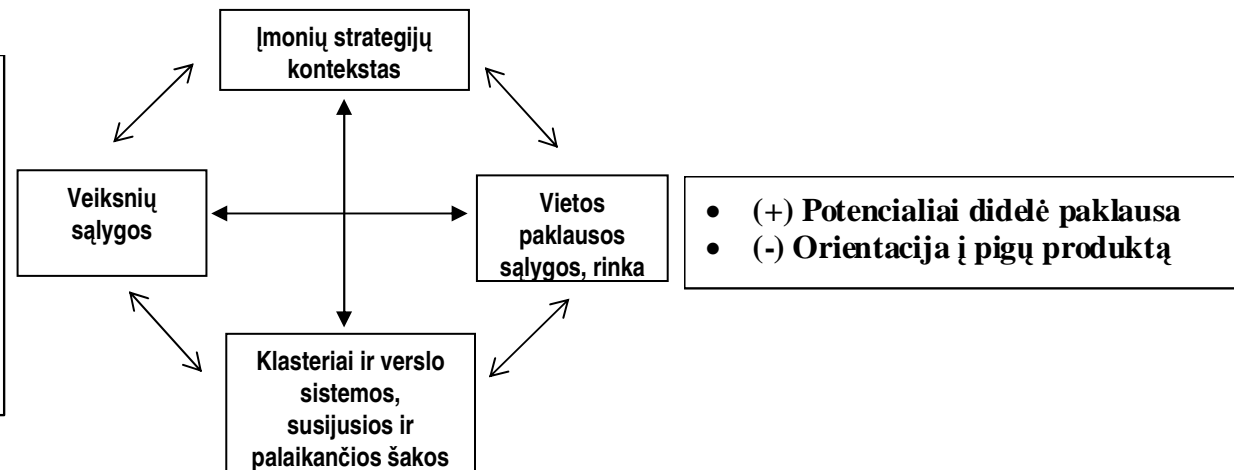 Įmonių strategijų
kontekstas
Veiksnių
sąlygos
Vietos
paklausos
sąlygos, rinka
• (+) Potencialiai didelė paklausa
• (-) Orientacija į pigų produktą
Klasteriai ir verslo
sistemos,
susijusios ir
palaikančios šakos